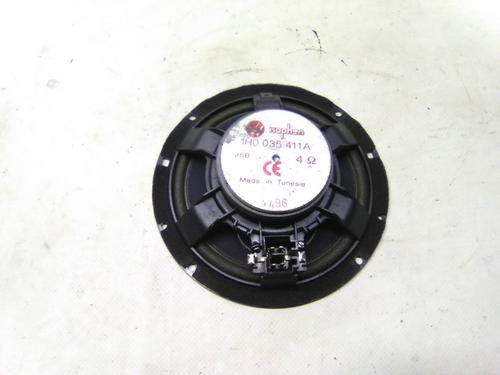 isophon
1H0 035 411A
JSB 4 Ω
CE
Made in Tunesia
4496